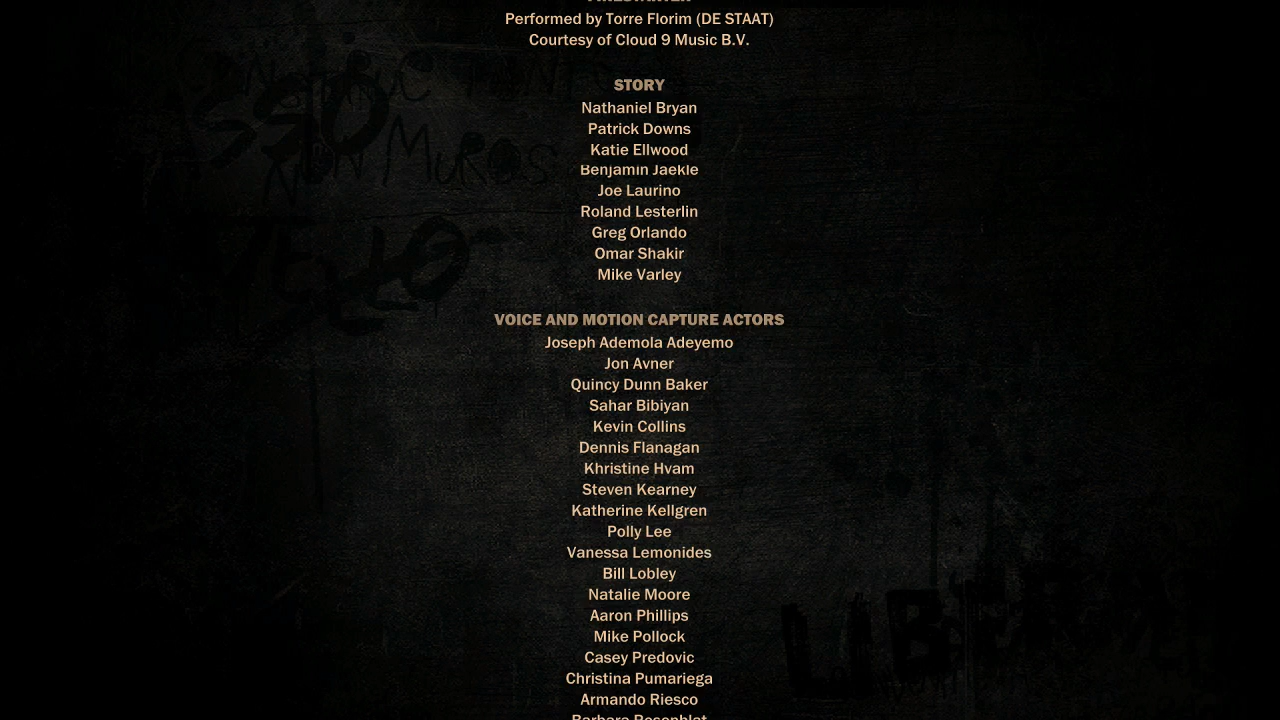 Performed by Torre Florim (DE STAAT)
Courtesy of Cloud 9 Music B.V.
STORY
Nathaniel Bryan
Patrick Downs
Katie Ellwood
Benjamin Jaekle
Joe Laurino
Roland Lesterlin
Greg Orlando
Omar Shakir
Mike Varley
VOICE AND MOTION CAPTURE ACTORS
Joseph Ademola Adeyemo
Jon Avner
Quincy Dunn Baker
Sahar Bibiyan
Kevin Collins
Dennis Flanagan
Khristine Hvam
Steven Kearney
Katherine Kellgren
Polly Lee
Vanessa Lemonides
Bill Lobley
Natalie Moore
Aaron Phillips
Mike Pollock
Casey Predovic
Christina Pumariega
Armando Riesco